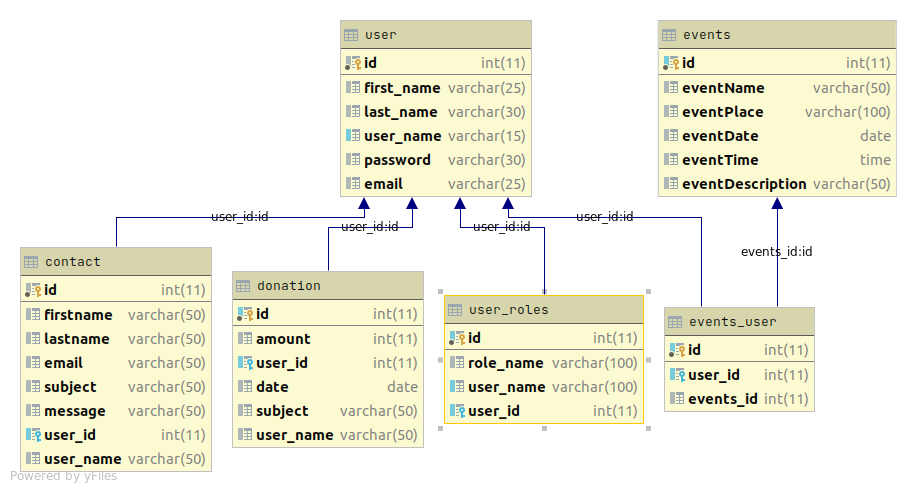 user
id int(11)
first_name varchar(25)
last_name varchar(30)
user_name varchar(15)
password varchar(30)
email varchar(25)
events
id int(11)
eventName varchar(50)
eventPlace varchar(100)
eventDate date
eventTime time
eventDescription varchar(50)
user_id:id
user_id:id
user_id:id
user_id:id
events_id:id
contact
id int(11)
firstname varchar(50)
lastname varchar(50)
email varchar(50)
subject varchar(50)
message varchar(50)
user_id int(11)
user_name varchar(50)
donation
id int(11)
amount int(11)
user_id int(11)
date date
subject varchar(50)
user_name varchar(50)
user_roles
id int(11)
role_name varchar(100)
user_name varchar(100)
user_id int(11)
events_user
id int(11)
user_id int(11)
events_id int(11)
Powered by yFiles